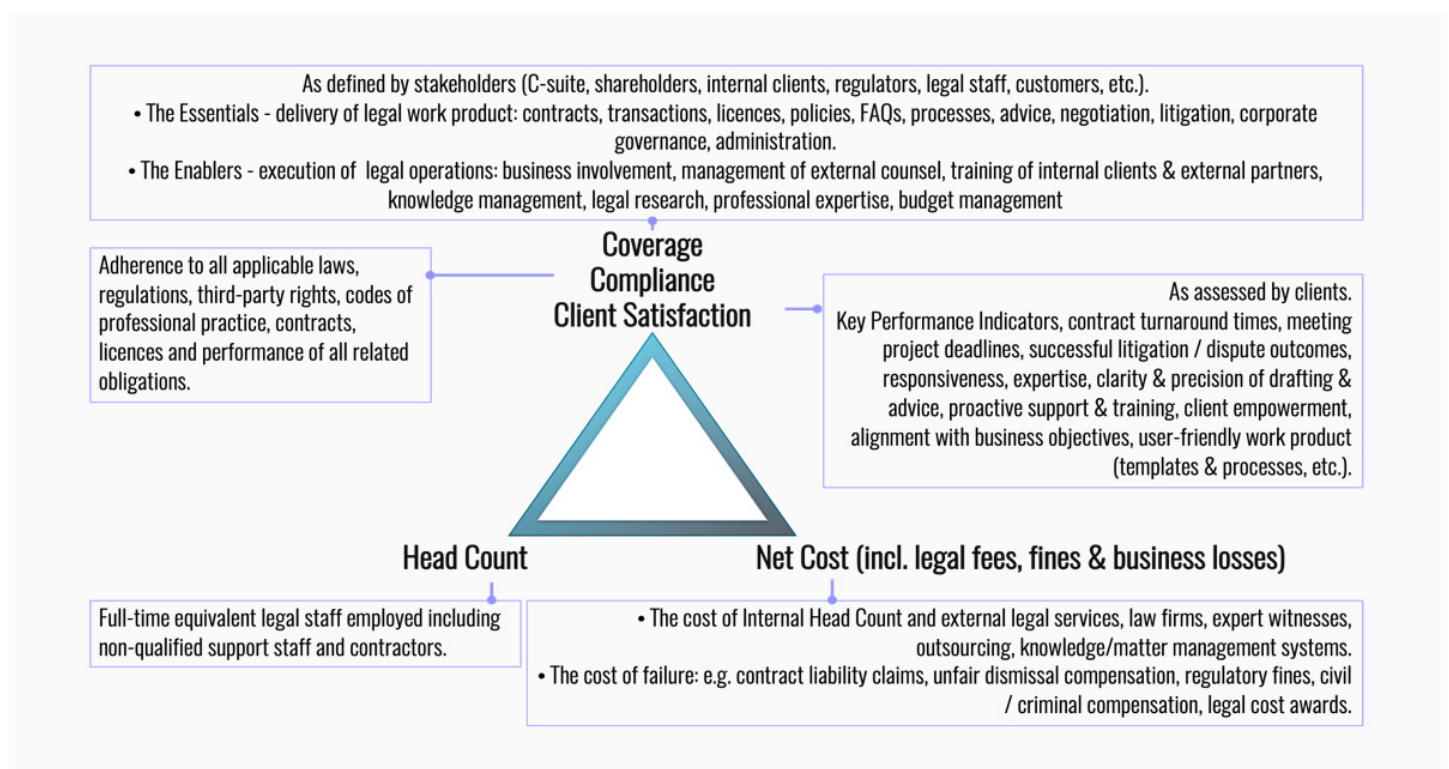 As defined by stakeholders (C-suite, shareholders, internal clients, regulators, legal staff, customers, etc.).
• The Essentials - delivery of legal work product: contracts, transactions, licences, policies, FAQs, processes, advice, negotiation, litigation, corporate
governance, administration.
• The Enablers - execution of legal operations: business involvement, management of external counsel, training of internal clients & external partners,
knowledge management, legal research, professional expertise, budget management
Coverage
Compliance
Client Satisfaction
Adherence to all applicable laws,
regulations, third-party rights, codes of
professional practice, contracts,
licences and performance of all related
obligations.
As assessed by clients.
Key Performance Indicators, contract turnaround times, meeting
project deadlines, successful litigation / dispute outcomes,
responsiveness, expertise, clarity & precision of drafting &
advice, proactive support & training, client empowerment,
alignment with business objectives, user-friendly work product
(templates & processes, etc.).
Head Count
Net Cost (incl. legal fees, fines & business losses)
Full-time equivalent legal staff employed including
non-qualified support staff and contractors.
• The cost of Internal Head Count and external legal services, law firms, expert witnesses,
outsourcing, knowledge/matter management systems.
• The cost of failure: e.g. contract liability claims, unfair dismissal compensation, regulatory fines, civil
/ criminal compensation, legal cost awards.